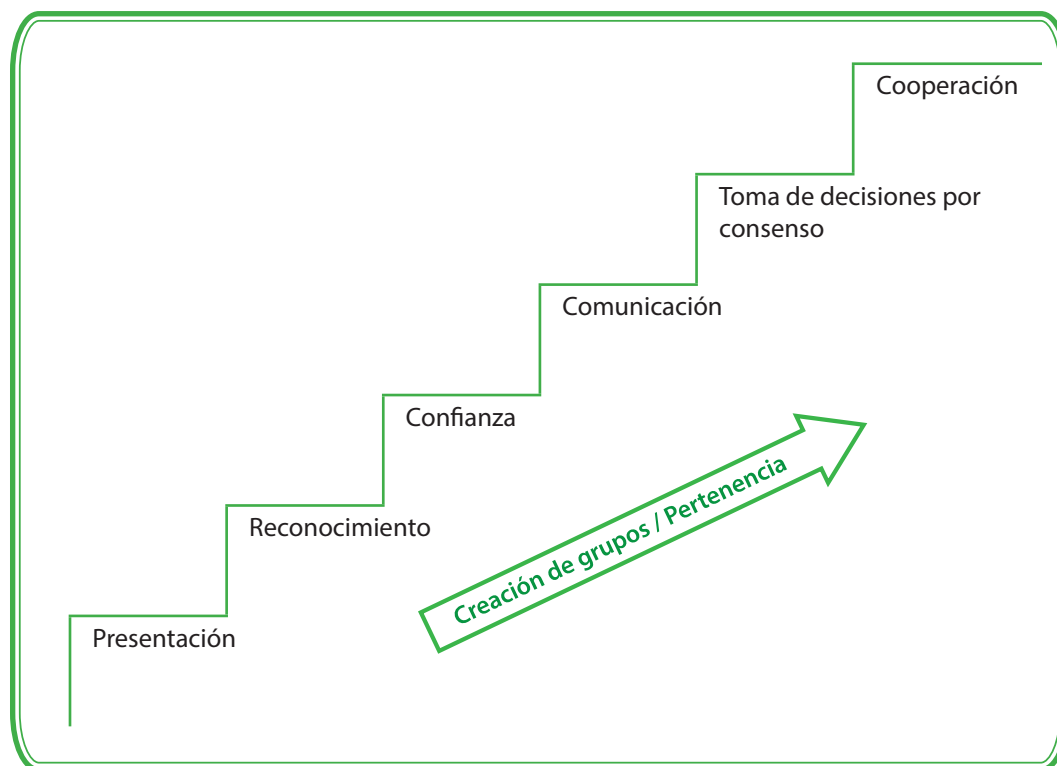 Cooperación
Toma de decisiones por
consenso
Comunicación
Confianza
Creación de grupos / Pertenencia
Reconocimiento
Presentación